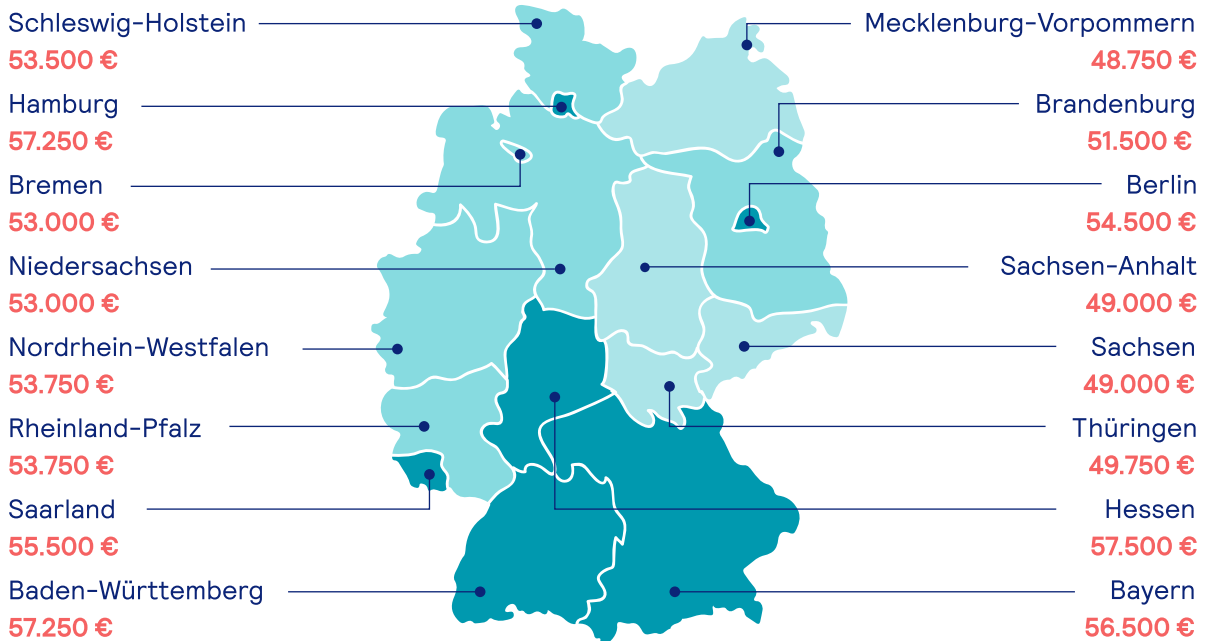 Schleswig-Holstein
53.500 €
Hamburg
57.250 €
Bremen
53.000 €
Niedersachsen
53.000 €
Nordrhein-Westfalen
53.750 €
Rheinland-Pfalz
53.750 €
Saarland
55.500 €
Baden-Württemberg
57.250 €
Mecklenburg-Vorpommern
48.750 €
Brandenburg
51.500 €
Berlin
54.500 €
Sachsen-Anhalt
49.000 €
Sachsen
49.000 €
Thüringen
49.750 €
Hessen
57.500 €
Bayern
56.500 €